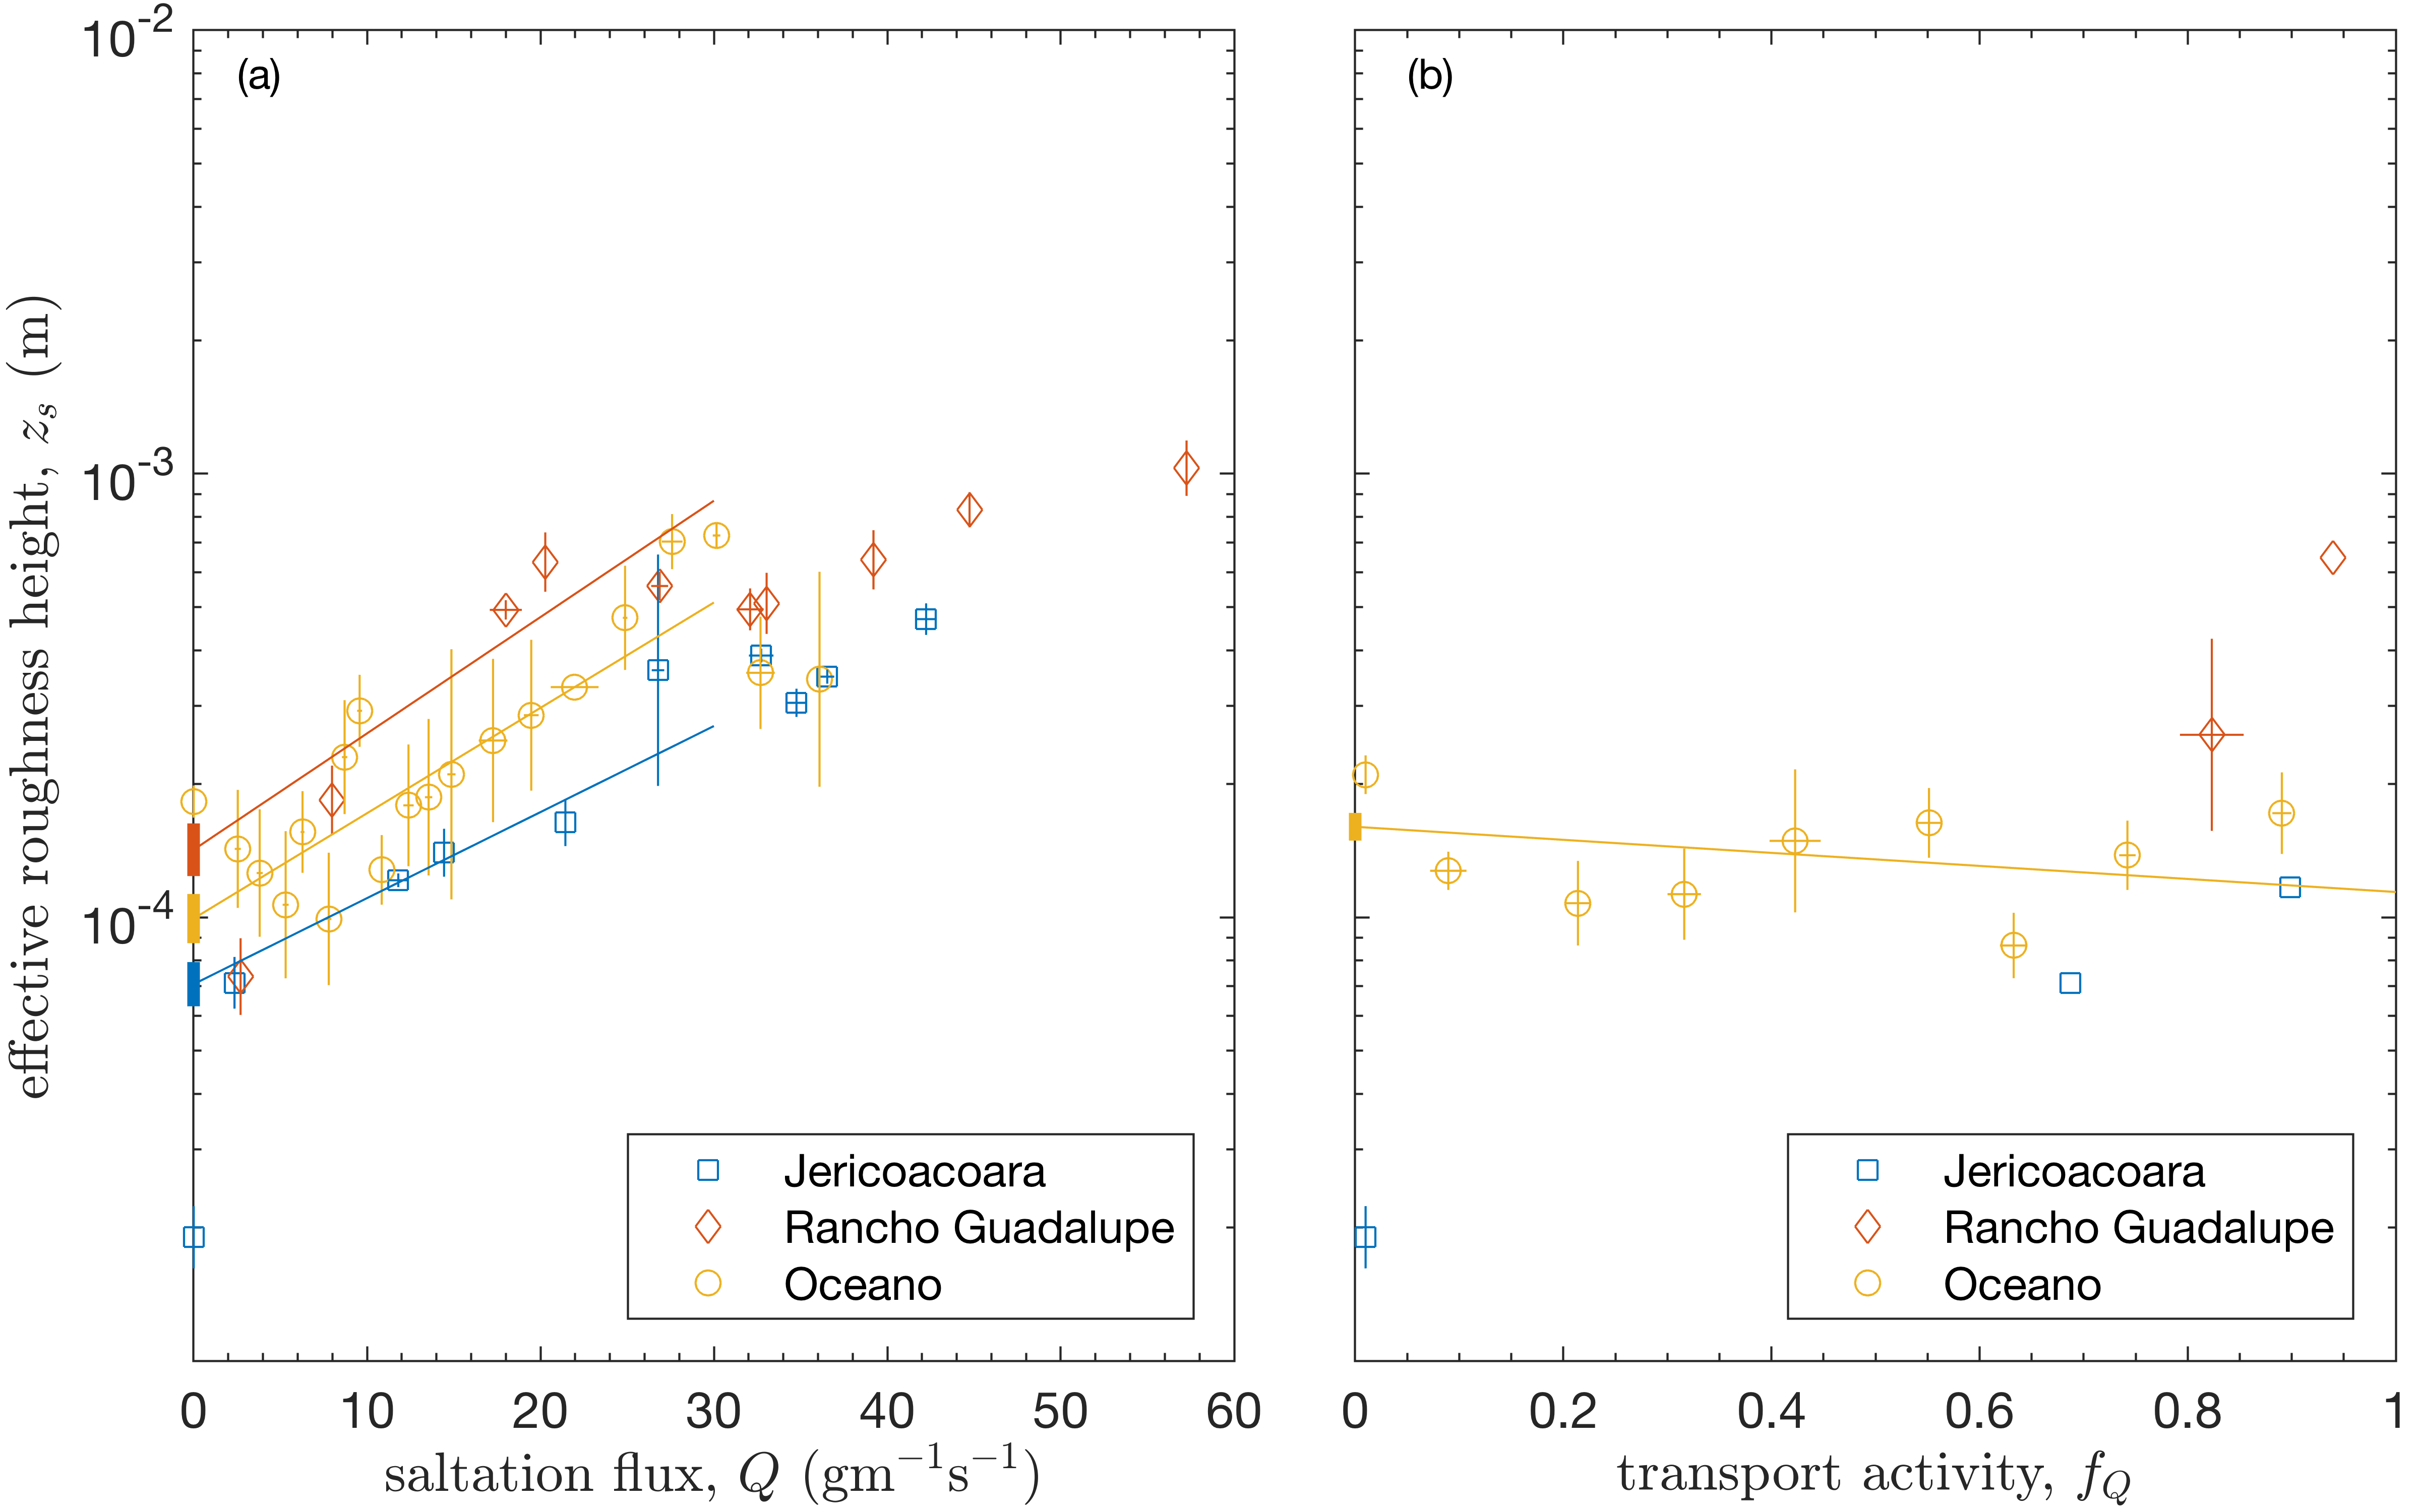 effective roughness height, z_s (m)
10^-2
10^-3
10^-4
(a)
Jericoacoara
Rancho Guadalupe
Oceano
0 10 20 30 40 50 60
saltation flux, Q (gm^−1s^−1)
(b)
Jericoacoara
Rancho Guadalupe
Oceano
0 0.2 0.4 0.6 0.8 1
transport activity, f_Q